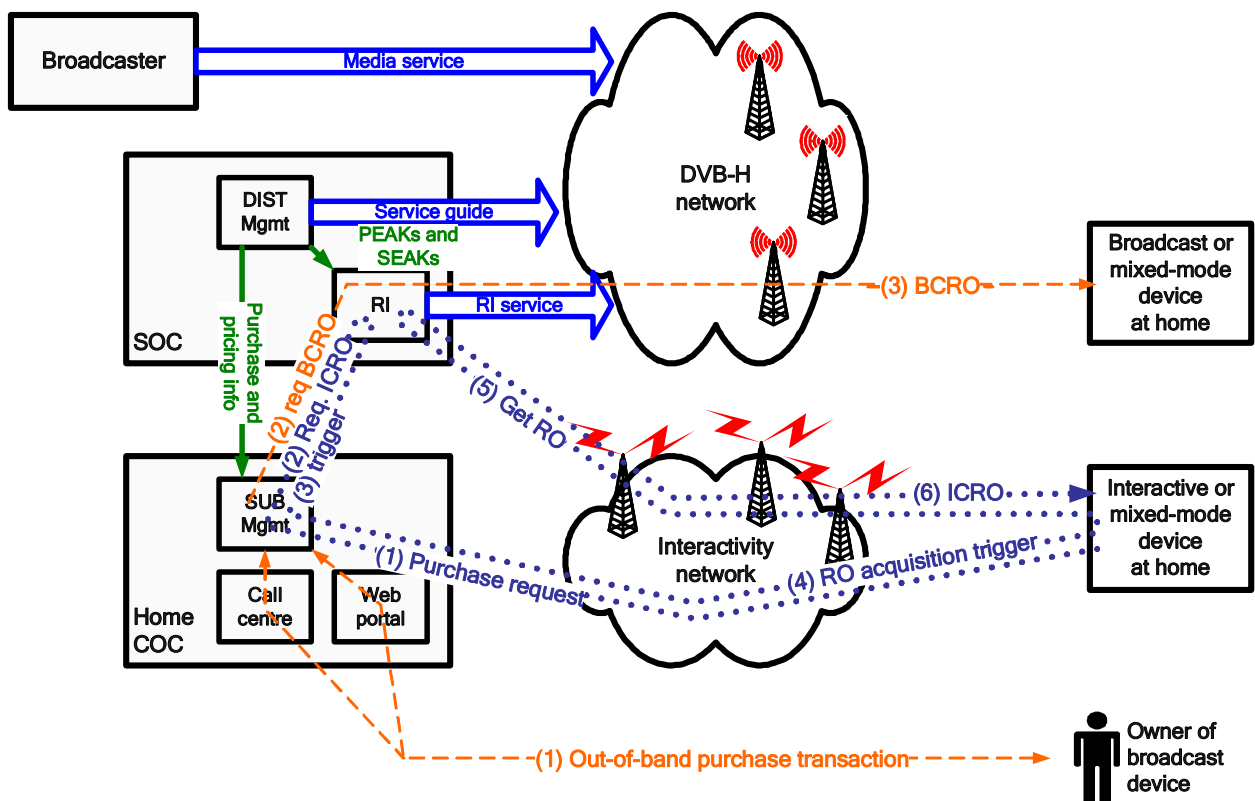 Broadcaster
Media service
DVB-H
network
DIST
Mgmt
Service guide
PEAKs and
SEAKs
RI
RI service
SOC
Purchase and
pricing info
(2) req BCRO
(2) Req. ICRO
(3) trigger
(3) BCRO
Broadcast or
mixed-mode
device
at home
(5) Get RO
(6) ICRO
Interactive or
mixed-mode
device
at home
Interactivity
network
(4) RO acquisition trigger
(1) Purchase request
SUB
Mgmt
Call
centre
Web
portal
Home
COC
(1) Out-of-band purchase transaction
Owner of
broadcast
device